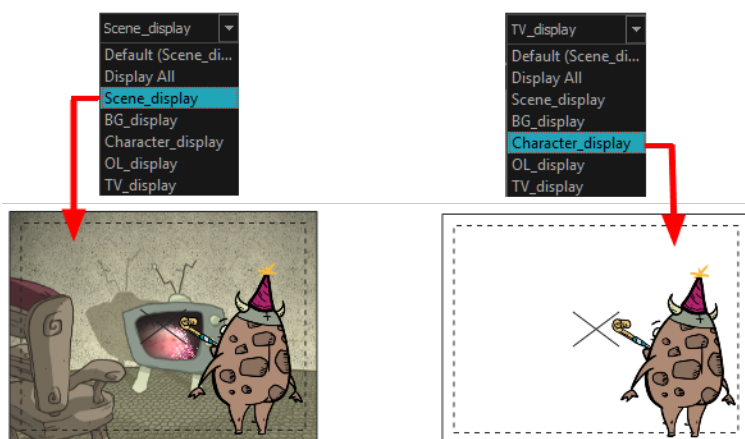 Scene_display
Default (Scene_di...
Display All
Scene_display
BG_display
Character_display
OL_display
TV_display
TV_display
Default (Scene_di...
Display All
Scene_display
BG_display
Character_display
OL_display
TV_display